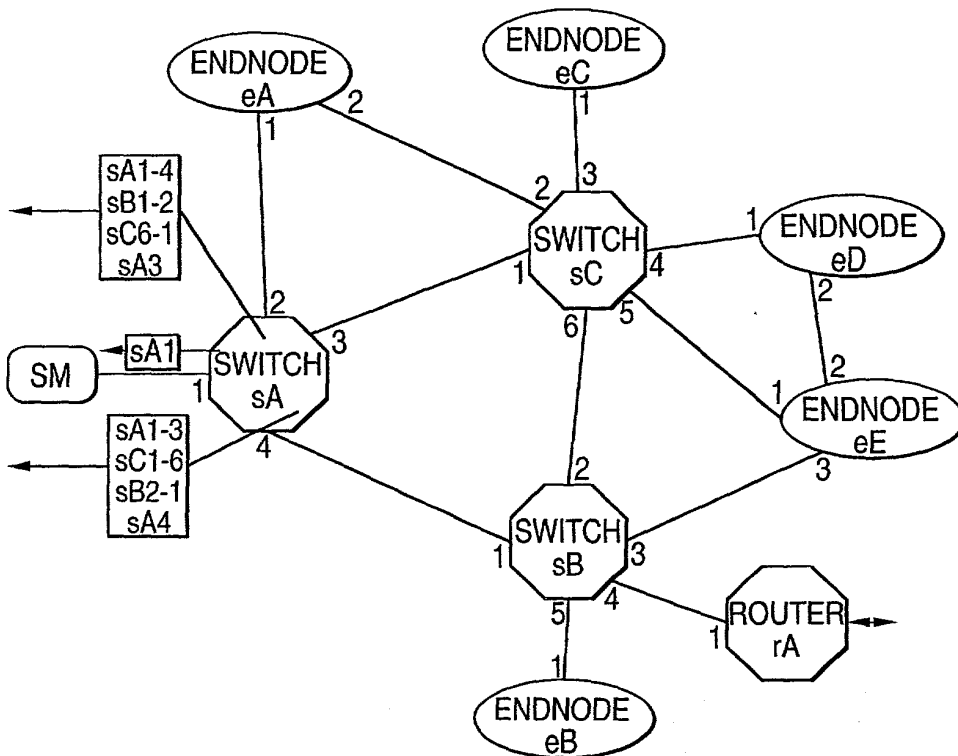 ENDNODE
eA
1
2
ENDNODE
eC
1
sA1-4
sB1-2
sC6-1
sA3
2
3
SWITCH
sC
1
4
5
6
1
ENDNODE
eD
2
2
3
SWITCH
sA
1
4
sA1
SM
sA1-3
sC1-6
sB2-1
sA4
2
1
ENDNODE
eE
3
2
SWITCH
sB
1
3
4
5
1
ROUTER
rA
1
ENDNODE
eB